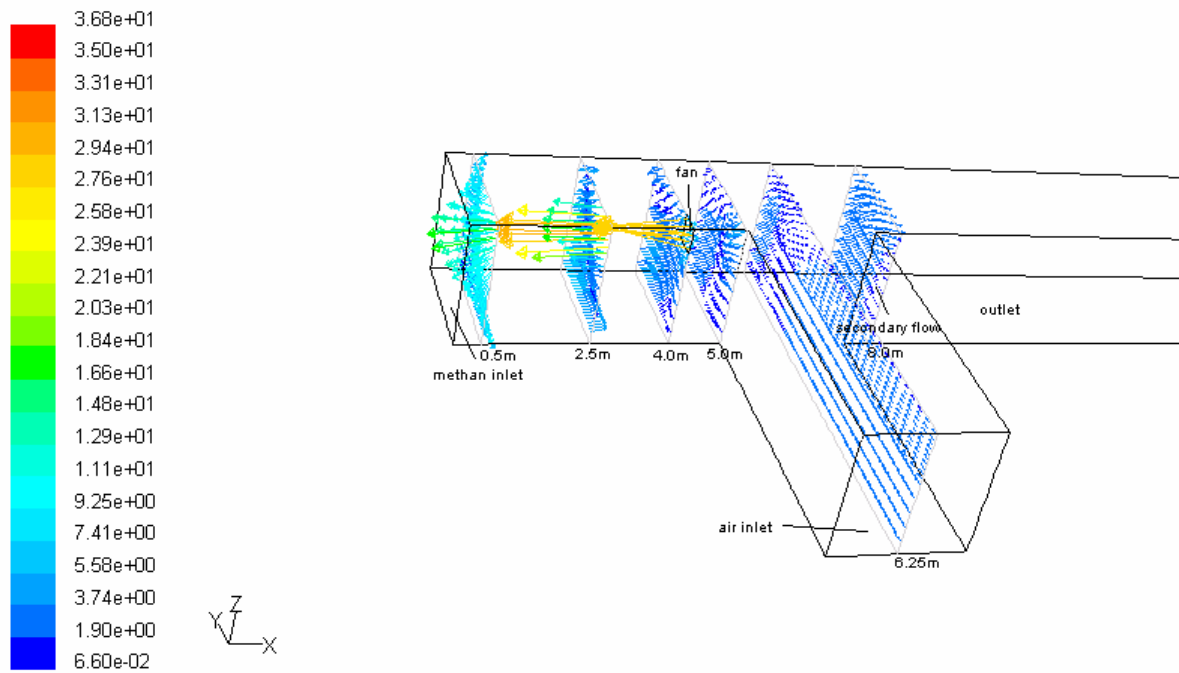 3.68e+01
3.50e+01
3.31e+01
3.13e+01
2.94e+01
2.76e+01
2.58e+01
2.39e+01
2.21e+01
2.03e+01
1.84e+01
1.66e+01
1.48e+01
1.29e+01
1.11e+01
9.25e+00
7.41e+00
5.58e+00
3.74e+00
1.90e+00
6.60e-02
fan
outlet
secondary flow
0.5m
2.5m
4.0m
5.0m
8.0m
methan inlet
air inlet
6.25m
Y
Z
X